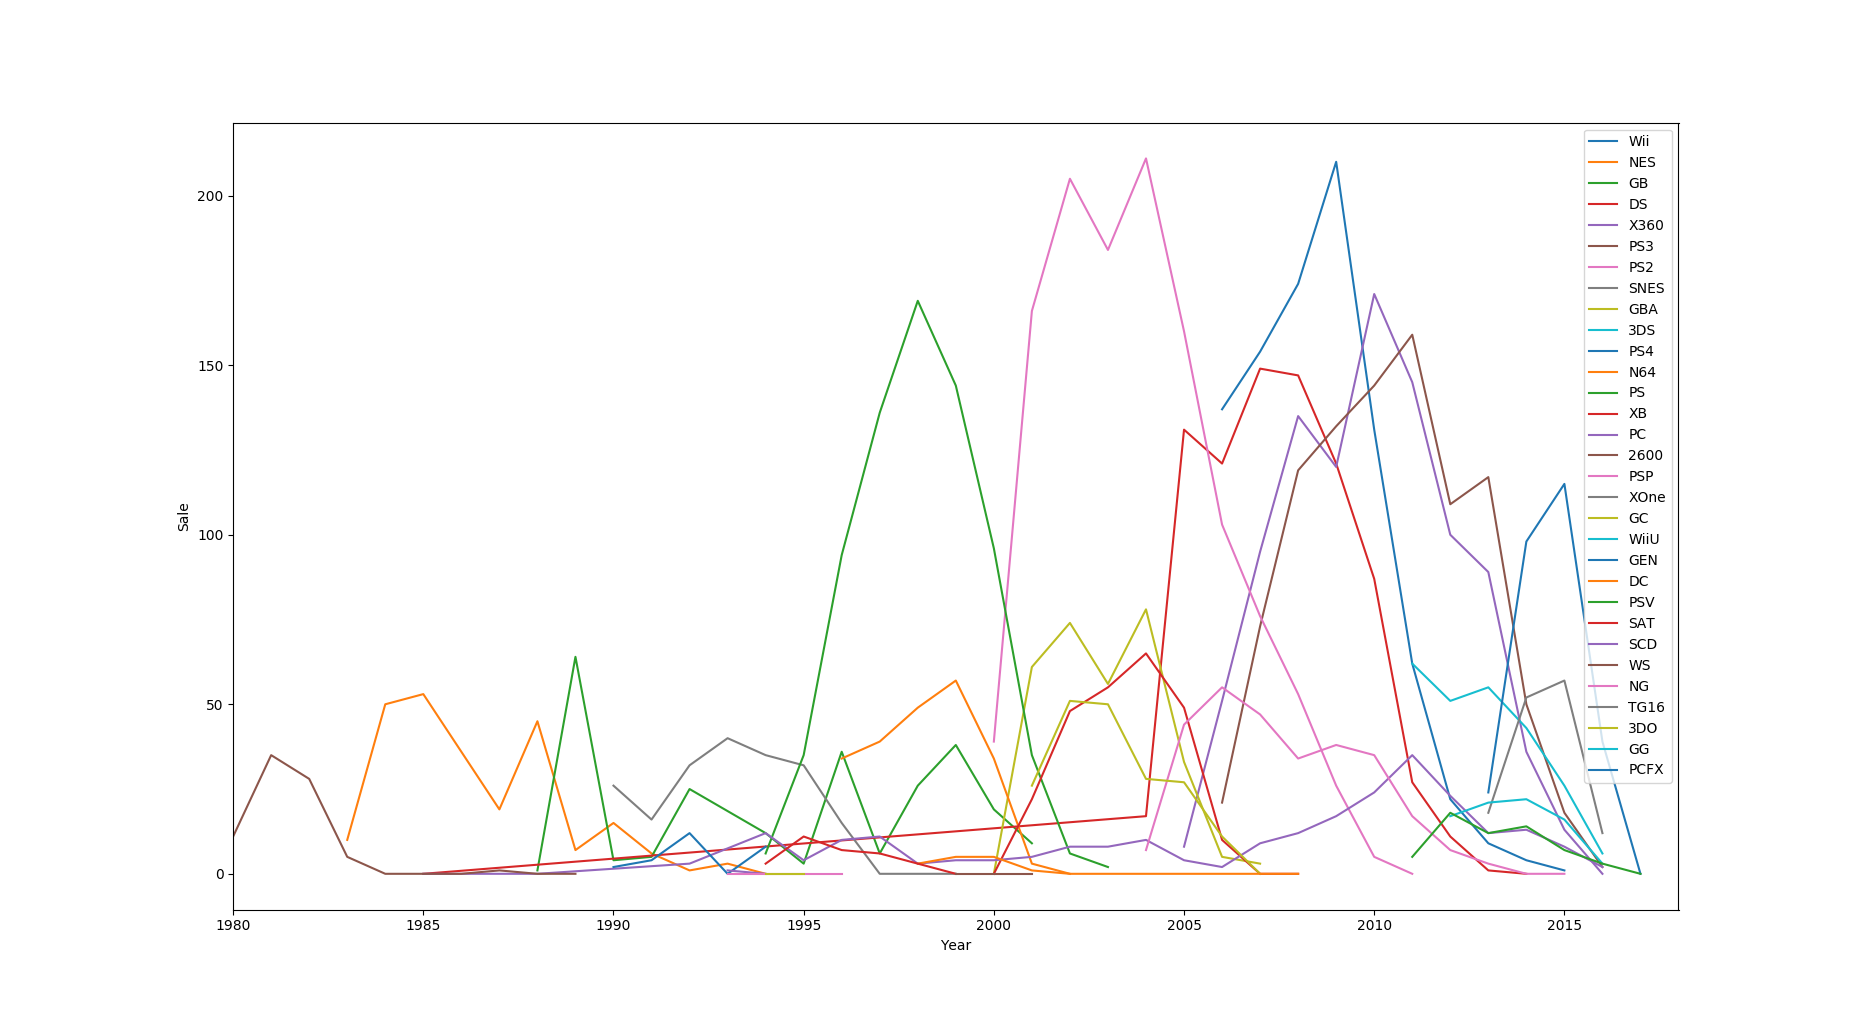 200
150
100
50
0
Sale
1980 1985 1990 1995 2000 2005 2010 2015
Year
Wii
NES
GB
DS
X360
PS3
PS2
SNES
GBA
3DS
PS4
N64
PS
XB
PC
2600
PSP
XOne
GC
WiiU
GEN
DC
PSV
SAT
SCD
WS
NG
TG16
3DO
GG
PCFX